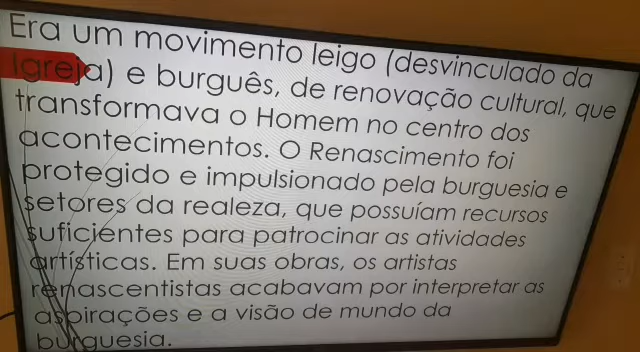 Era um movimento leigo (desvinculado da
Igreja) e burguês, de renovação cultural, que
transformava o Homem no centro dos
acontecimentos. O Renascimento foi
protegido e impulsionado pela burguesia e
setores da realeza, que possuíam recursos
suficientes para patrocinar as atividades
artísticas. Em suas obras, os artistas
renascentistas acabavam por interpretar as
aspirações e a visão de mundo da
burguesia.